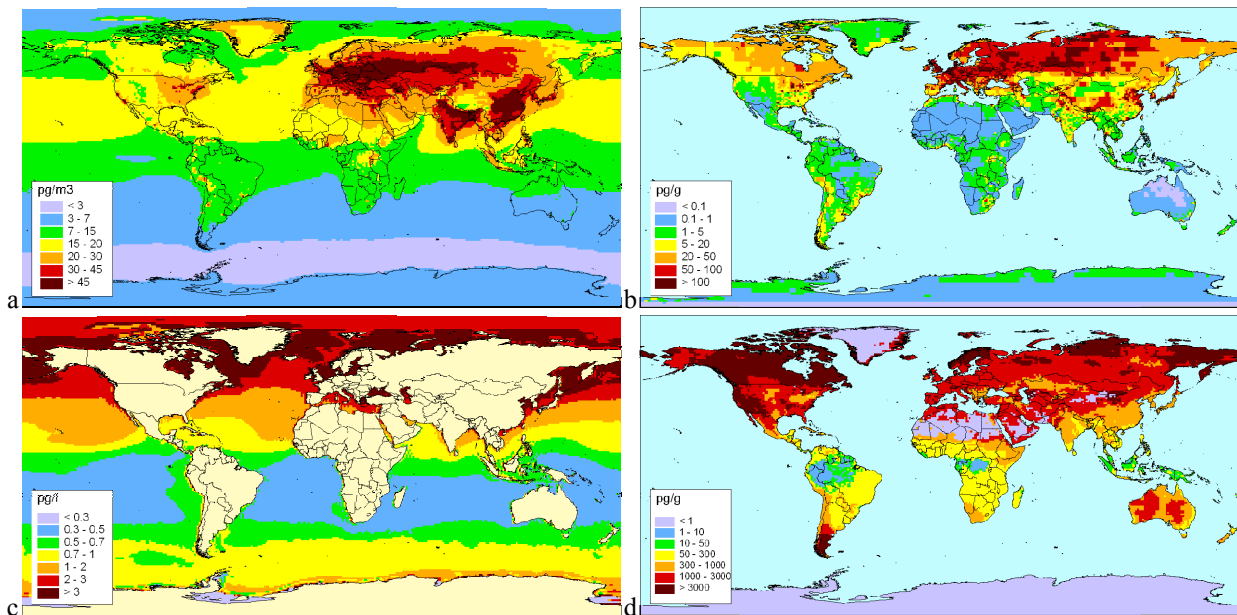 pg/m3
< 3
3 - 7
7 - 15
15 - 20
20 - 30
30 - 45
> 45
a
pg/g
< 0.1
0.1 - 1
1 - 5
5 - 20
20 - 50
50 - 100
> 100
b
pg/ℓ
< 0.3
0.3 - 0.5
0.5 - 0.7
0.7 - 1
1 - 2
2 - 3
> 3
c
pg/g
< 1
1 - 10
10 - 50
50 - 300
300 - 1000
1000 - 3000
> 3000
d